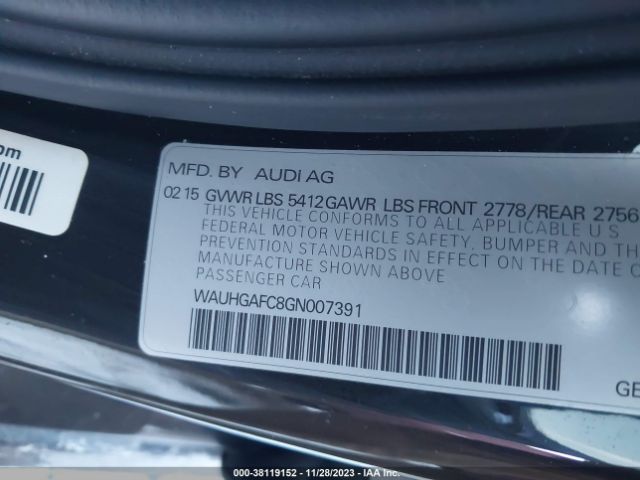 om
MFD. BY AUDI AG
02 15 GVWR LBS 5412 GAWR LBS FRONT 2778/REAR 2756
THIS VEHICLE CONFORMS TO ALL APPLICABLE U S
FEDERAL MOTOR VEHICLE SAFETY, BUMPER AND TH
PREVENTION STANDARDS IN EFFECT ON THE DATE O
MANUFACTURE SHOWN ABOVE
PASSENGER CAR
WAUHGAFC8GN007391
GE
000-38119152 - 11/28/2023 - IAA Inc.